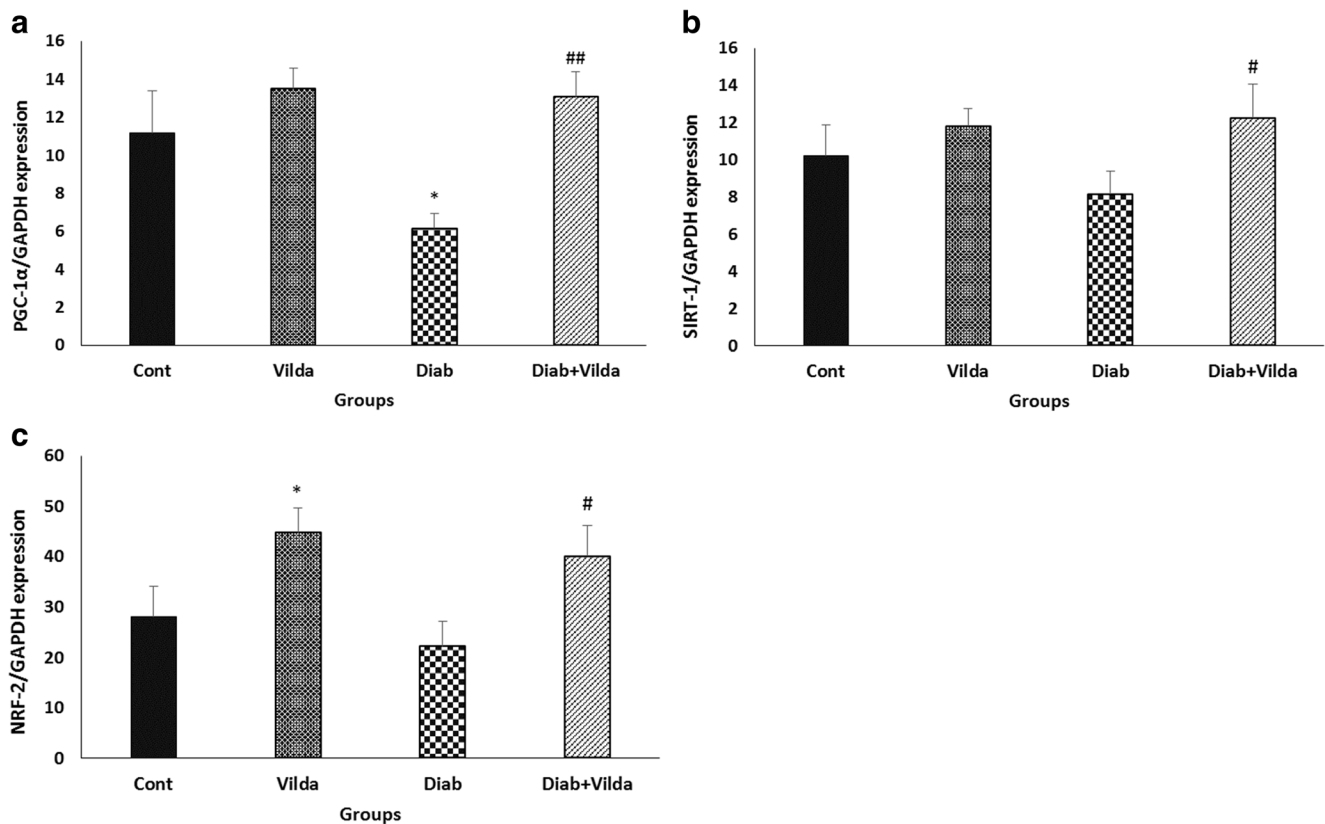 a
PGC-1α/GAPDH expression
16
14
12
10
8
6
4
2
0
*
##
Cont Vilda Diab Diab+Vilda
Groups
b
SIRT-1/GAPDH expression
16
14
12
10
8
6
4
2
0
#
Cont Vilda Diab Diab+Vilda
Groups
c
NRF-2/GAPDH expression
60
50
40
30
20
10
0
*
#
Cont Vilda Diab Diab+Vilda
Groups